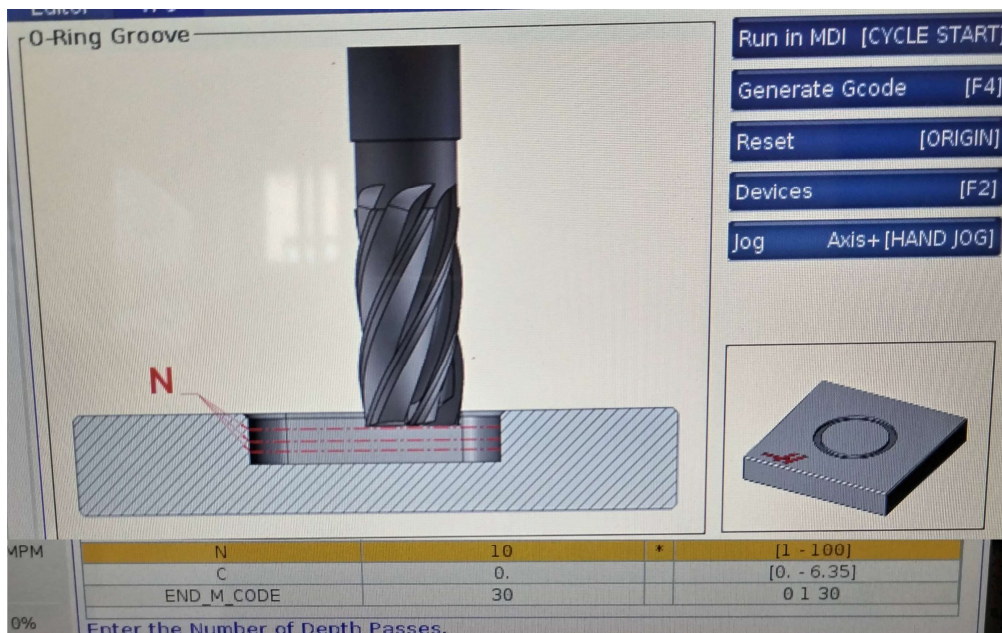 Editor
O-Ring Groove
Run in MDI [CYCLE START]
Generate Gcode [F4]
Reset [ORIGIN]
Devices [F2]
Jog Axis+[HAND JOG]
N
MPM
N 10 * [1 - 100]
C 0. [0. - 6.35]
END_M_CODE 30 0 1 30
0%
Enter the Number of Depth Passes.